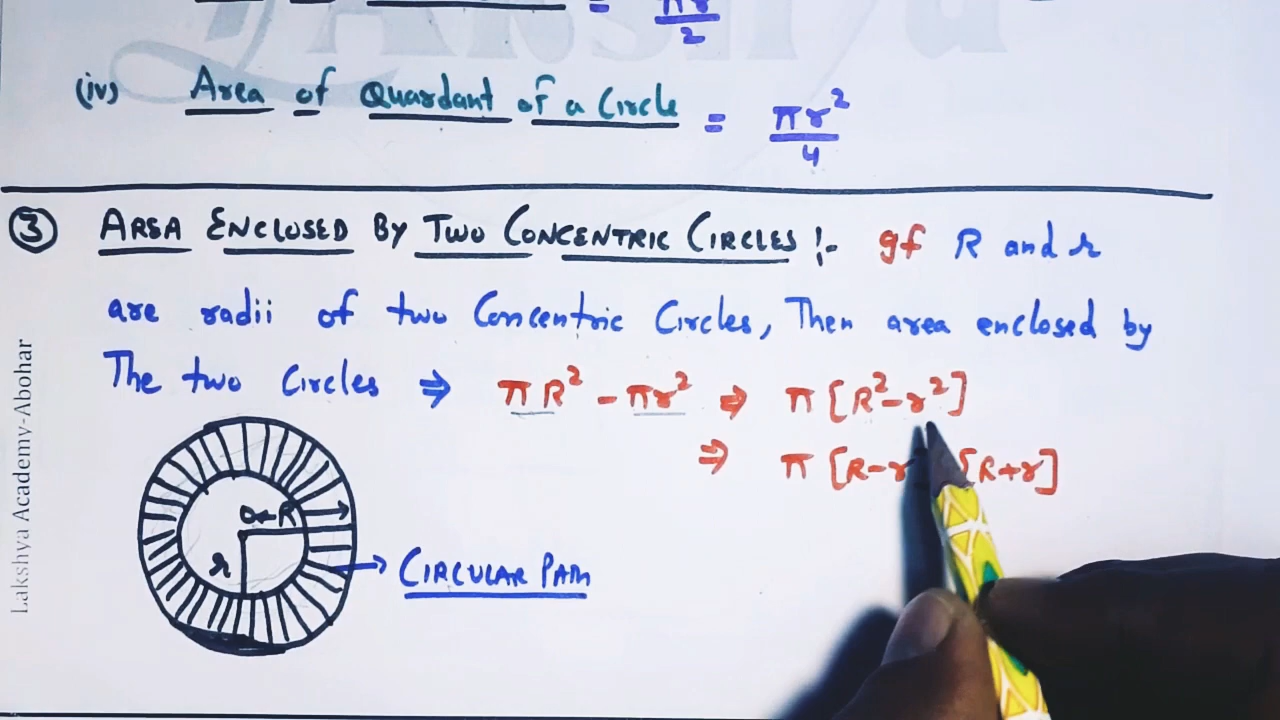 = πr/2
(iv) Area of Quardant of a Circle = πr²/4
③ AREA ENCLOSED BY TWO CONCENTRIC CIRCLES :- If R and r
are radii of two Concentric Circles, Then area enclosed by
The two Circles ⇒ πR² - πr² ⇒ π[R²-r²]
⇒ π [R-r [R+r]
O ← R →
r
→ CIRCULAR PATH
Lakshya Academy-Abohar